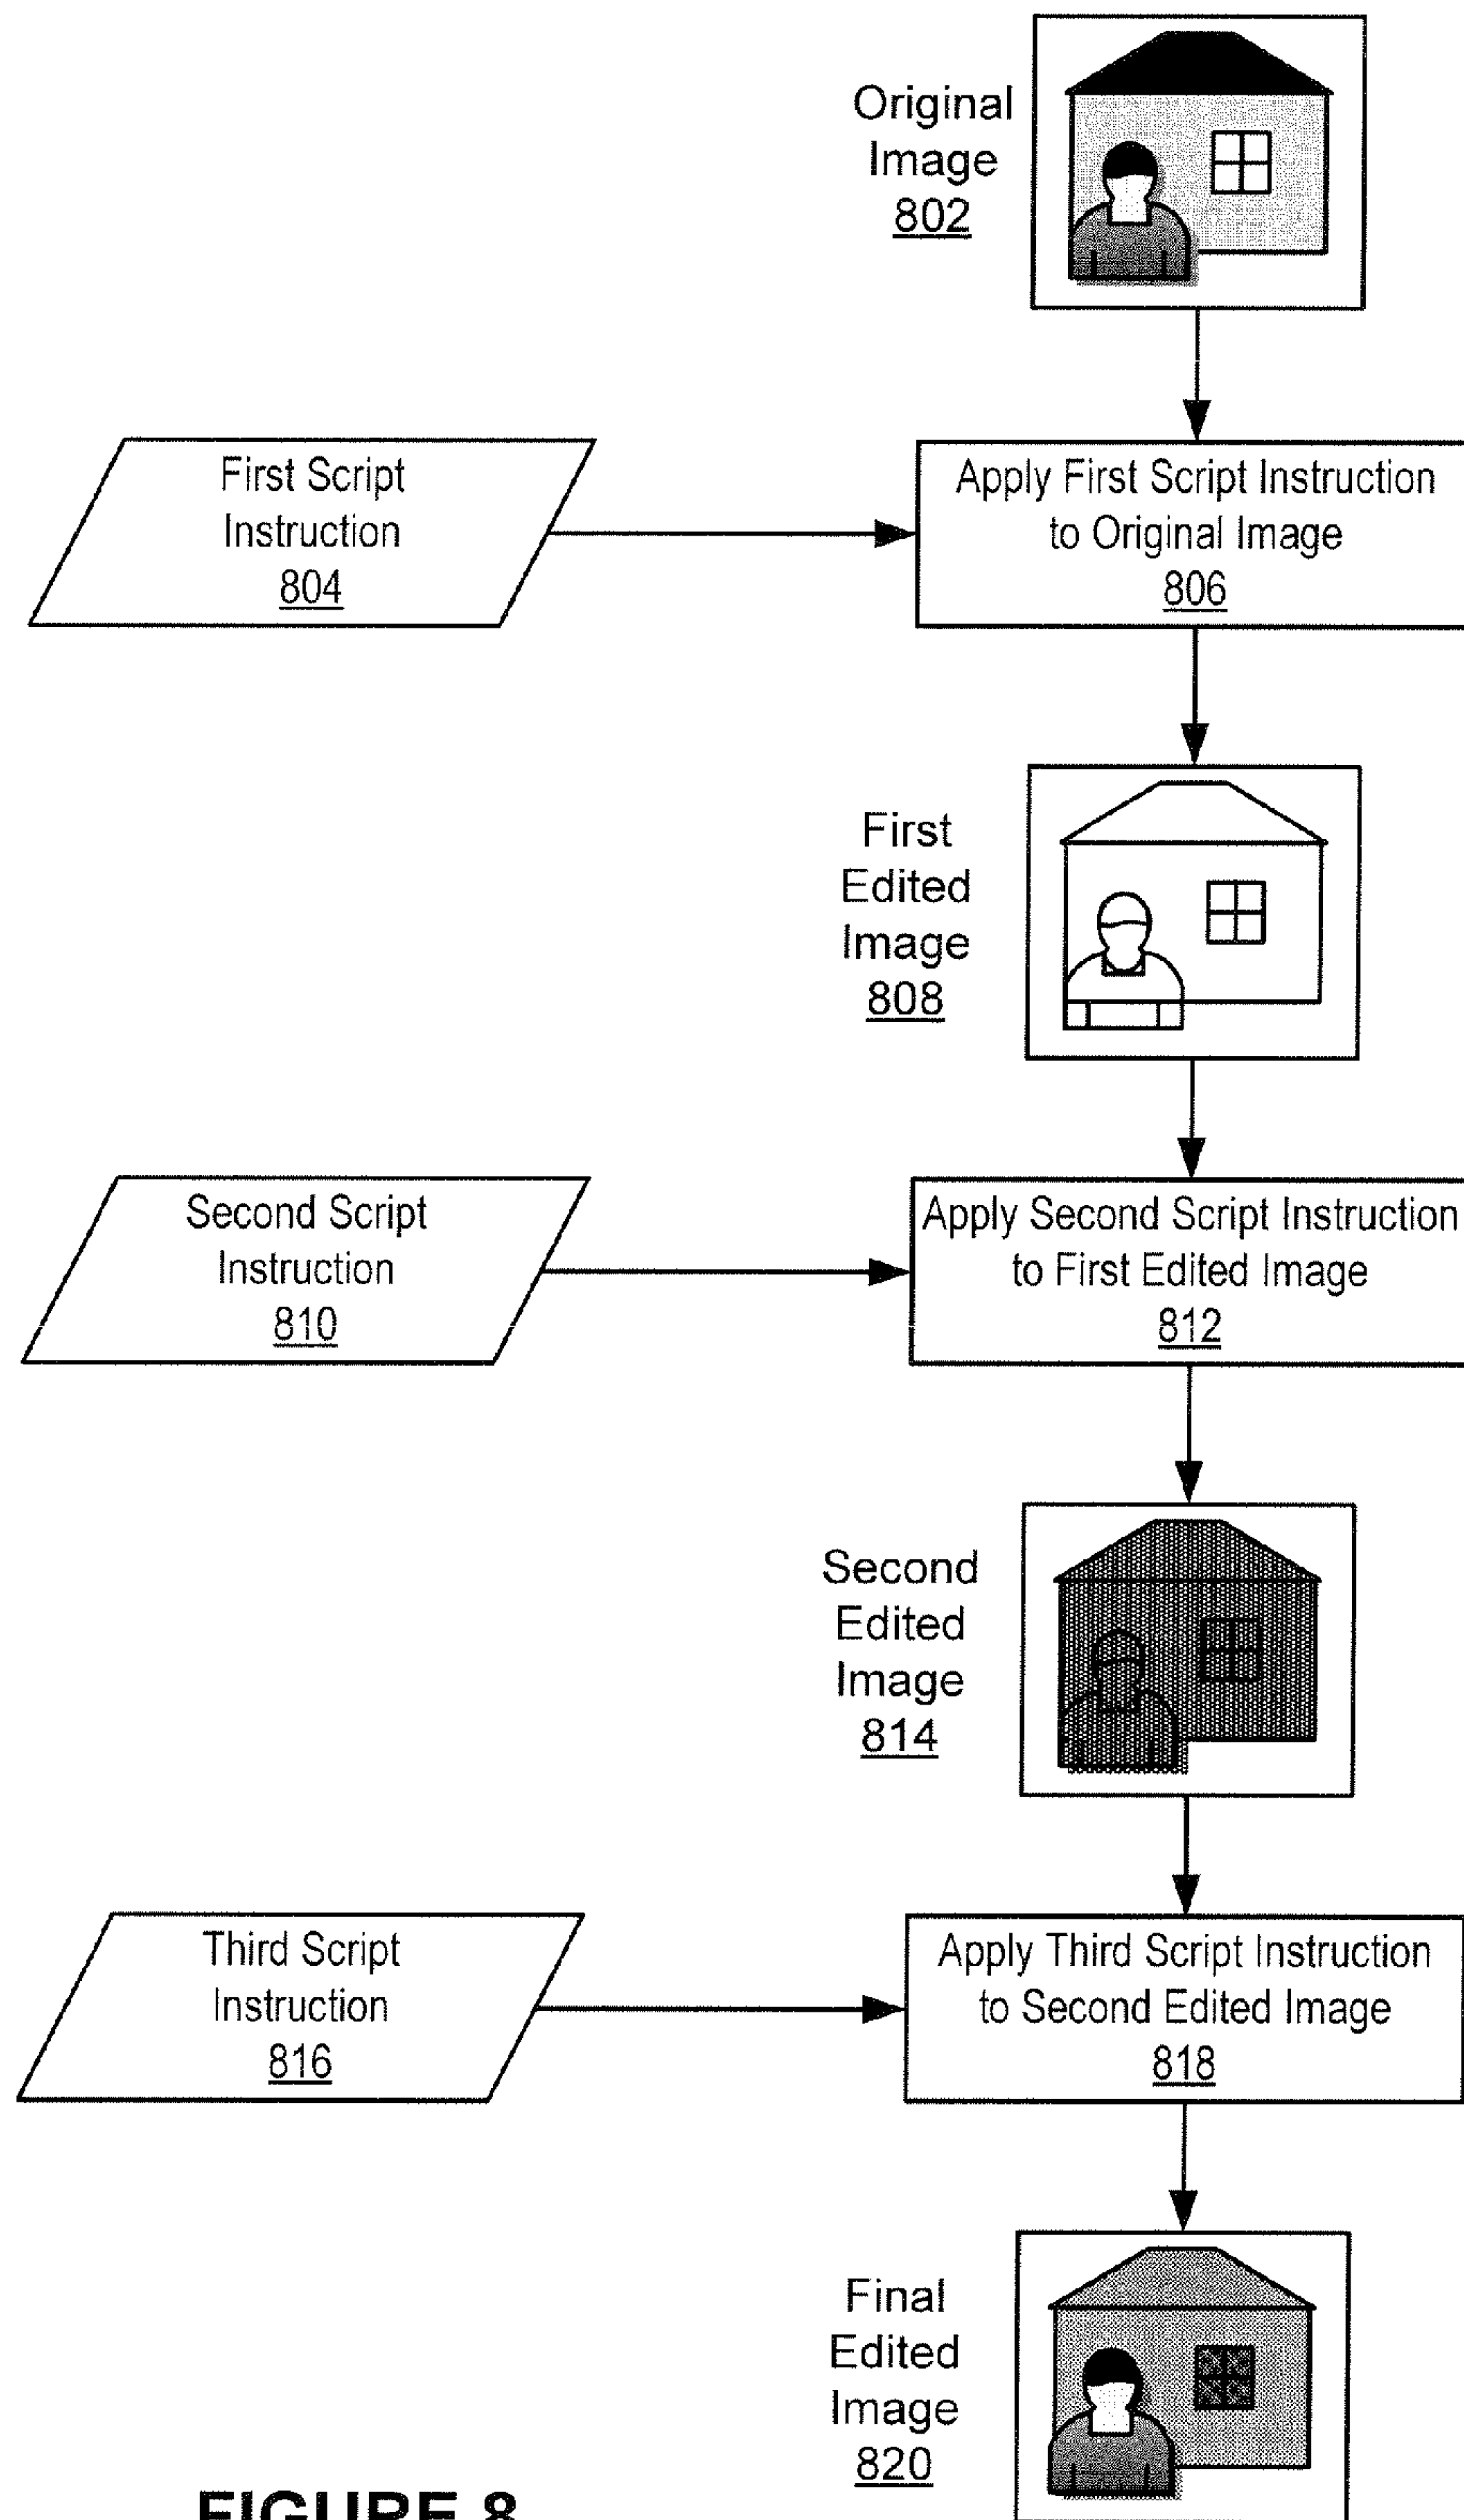 Original
Image
802
First Script
Instruction
804
Apply First Script Instruction
to Original Image
806
First
Edited
Image
808
Second Script
Instruction
810
Apply Second Script Instruction
to First Edited Image
812
Second
Edited
Image
814
Third Script
Instruction
816
Apply Third Script Instruction
to Second Edited Image
818
Final
Edited
Image
820
FIGURE 8